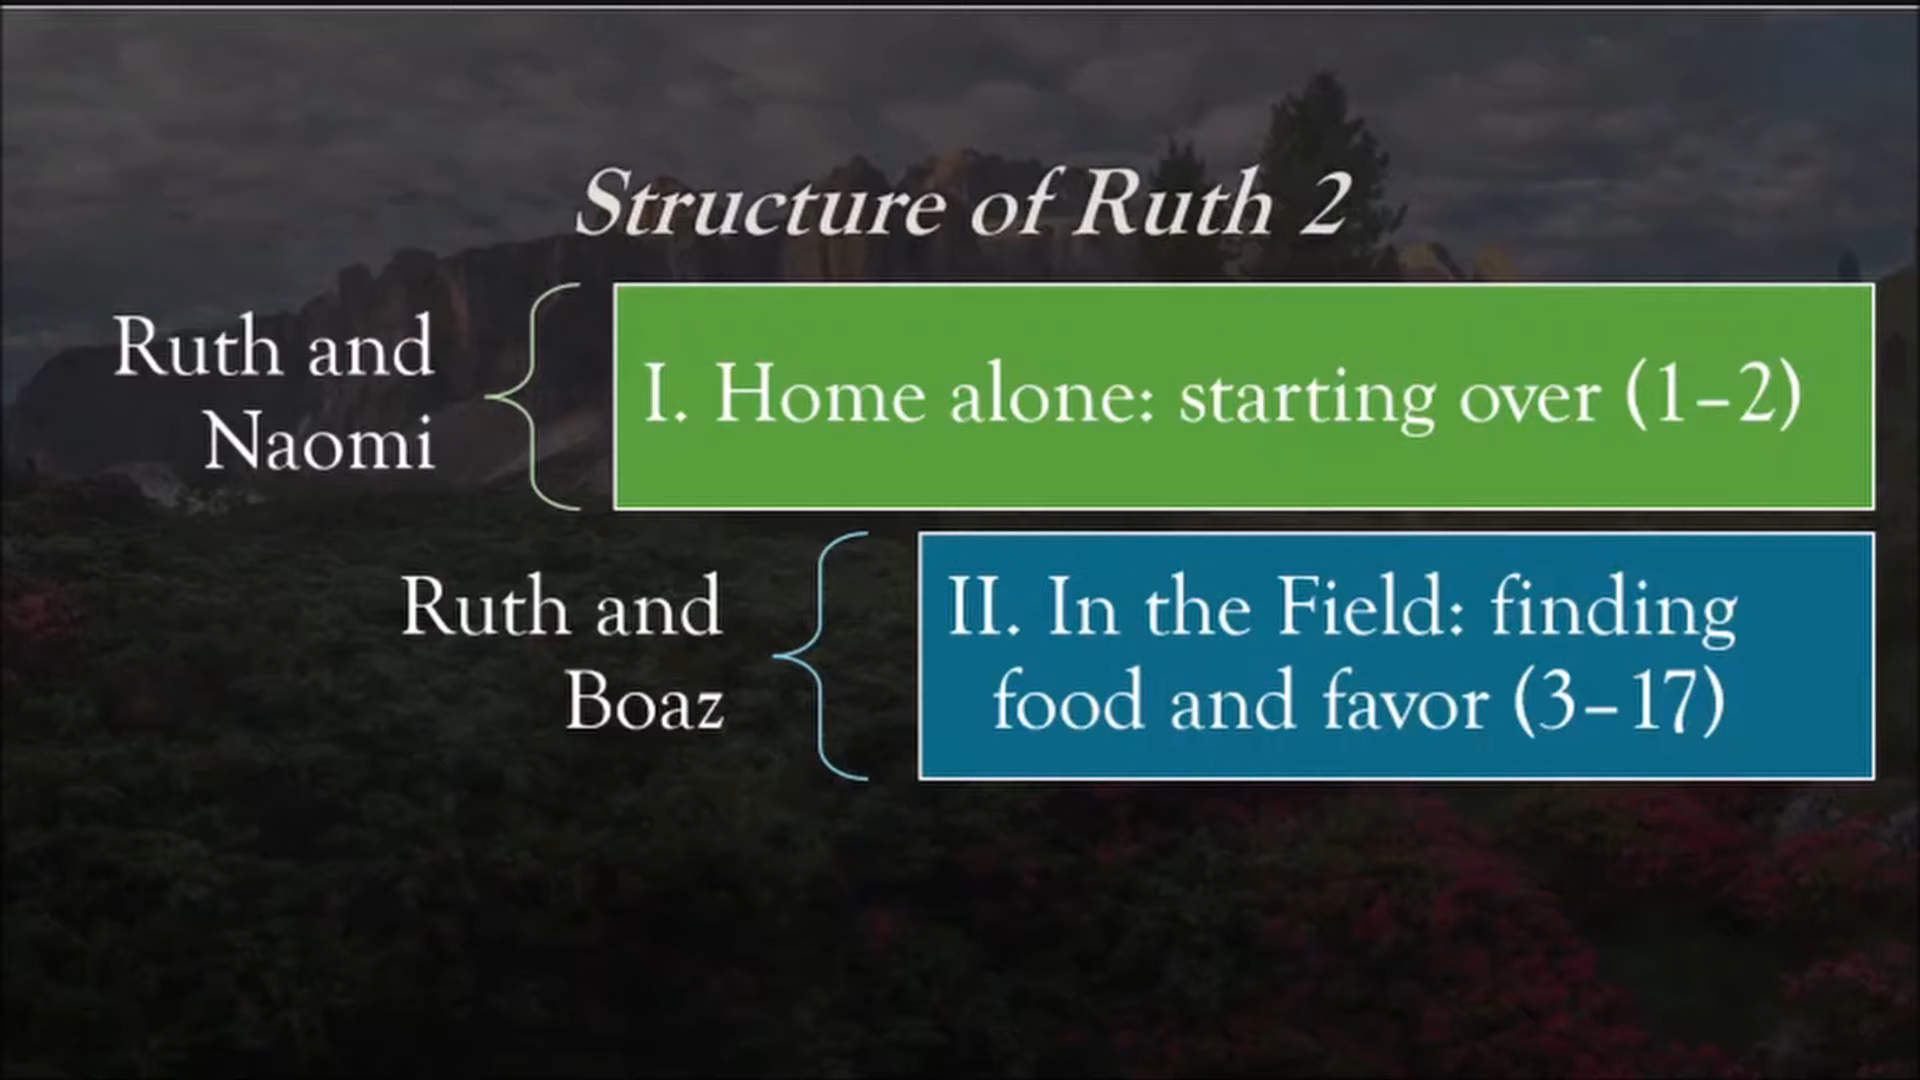 Structure of Ruth 2
Ruth and
Naomi
I. Home alone: starting over (1–2)
Ruth and
Boaz
II. In the Field: finding
food and favor (3–17)